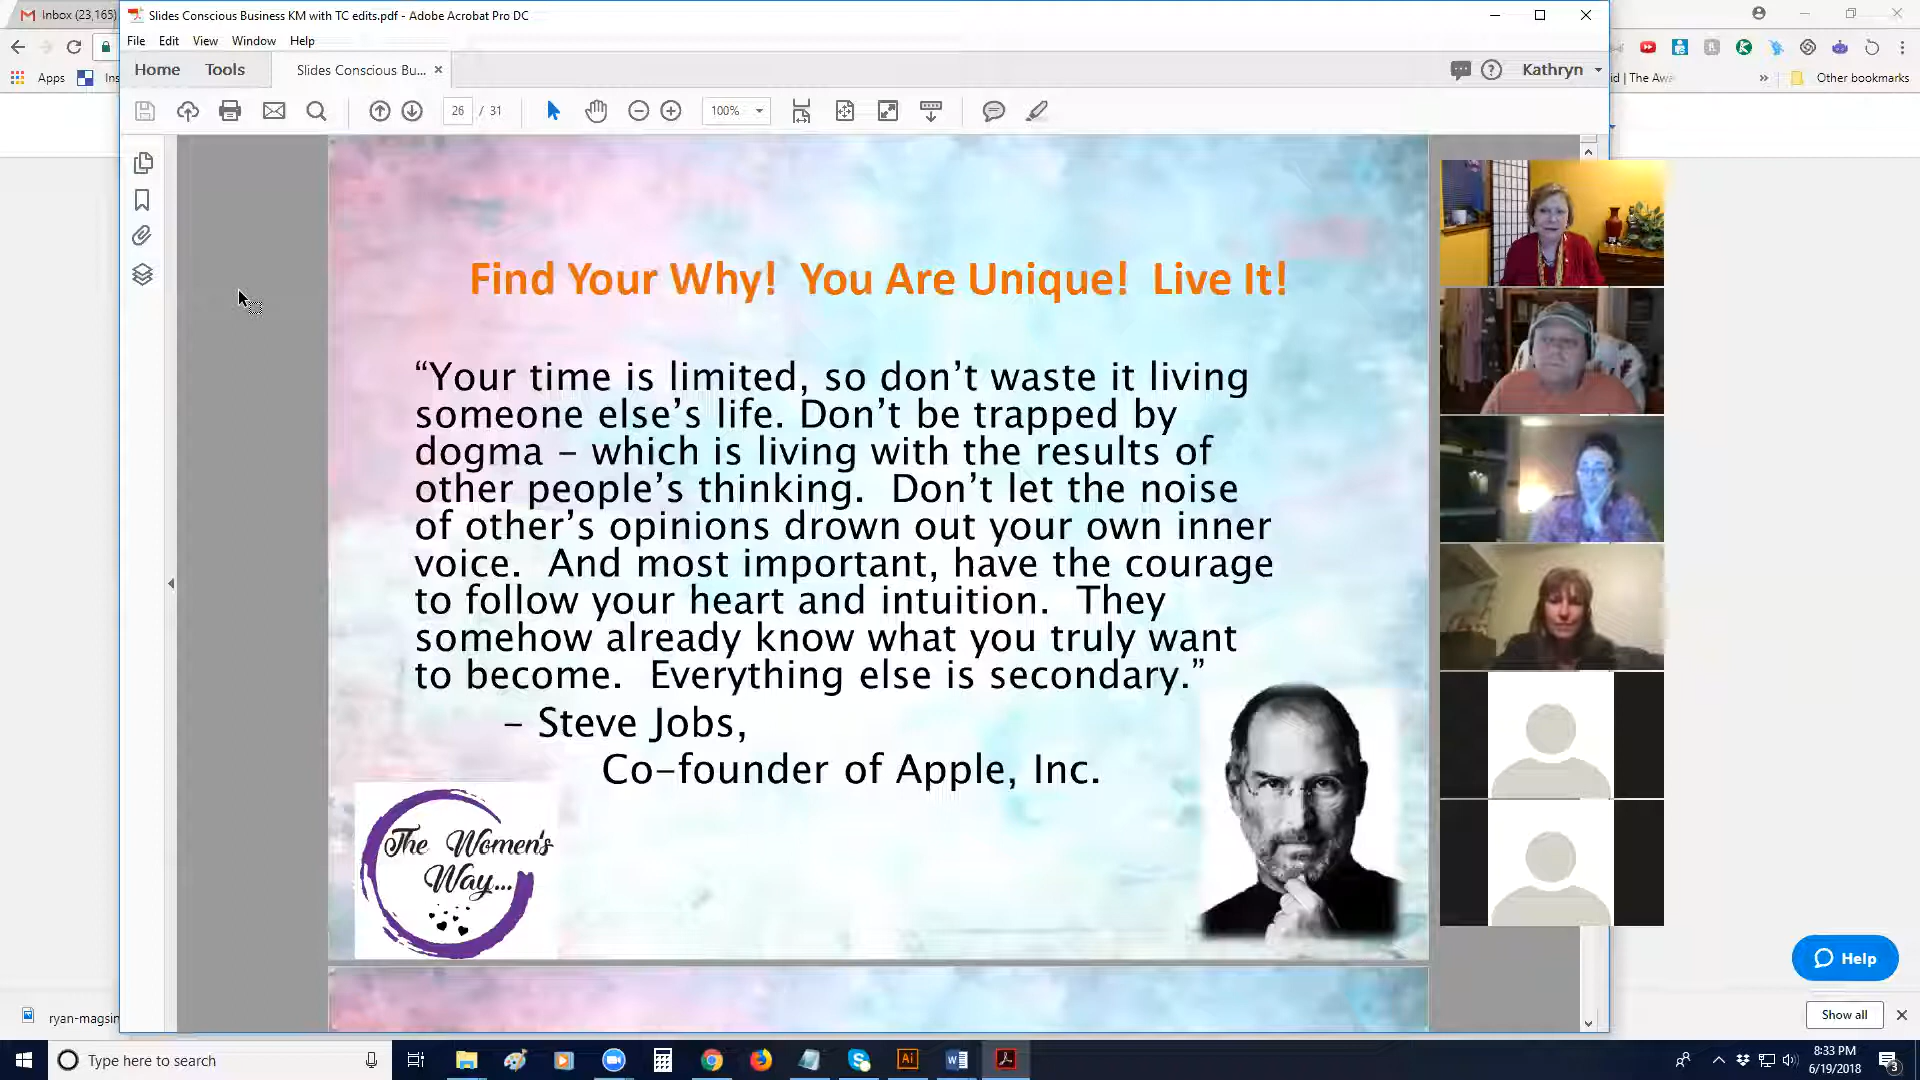 Inbox (23,165)
Slides Conscious Business KM with TC edits.pdf - Adobe Acrobat Pro DC
File Edit View Window Help
Apps
Other bookmarks
Home Tools Slides Conscious Bu... Kathryn
26 / 31 100%
Find Your Why!  You Are Unique!  Live It!
“Your time is limited, so don’t waste it living
someone else’s life. Don’t be trapped by
dogma – which is living with the results of
other people’s thinking.  Don’t let the noise
of other’s opinions drown out your own inner
voice.  And most important, have the courage
to follow your heart and intuition.  They
somehow already know what you truly want
to become.  Everything else is secondary.”
– Steve Jobs,
Co-founder of Apple, Inc.
The Women's
Way...
Help
ryan-magsin
Show all
Type here to search
8:33 PM
6/19/2018
3